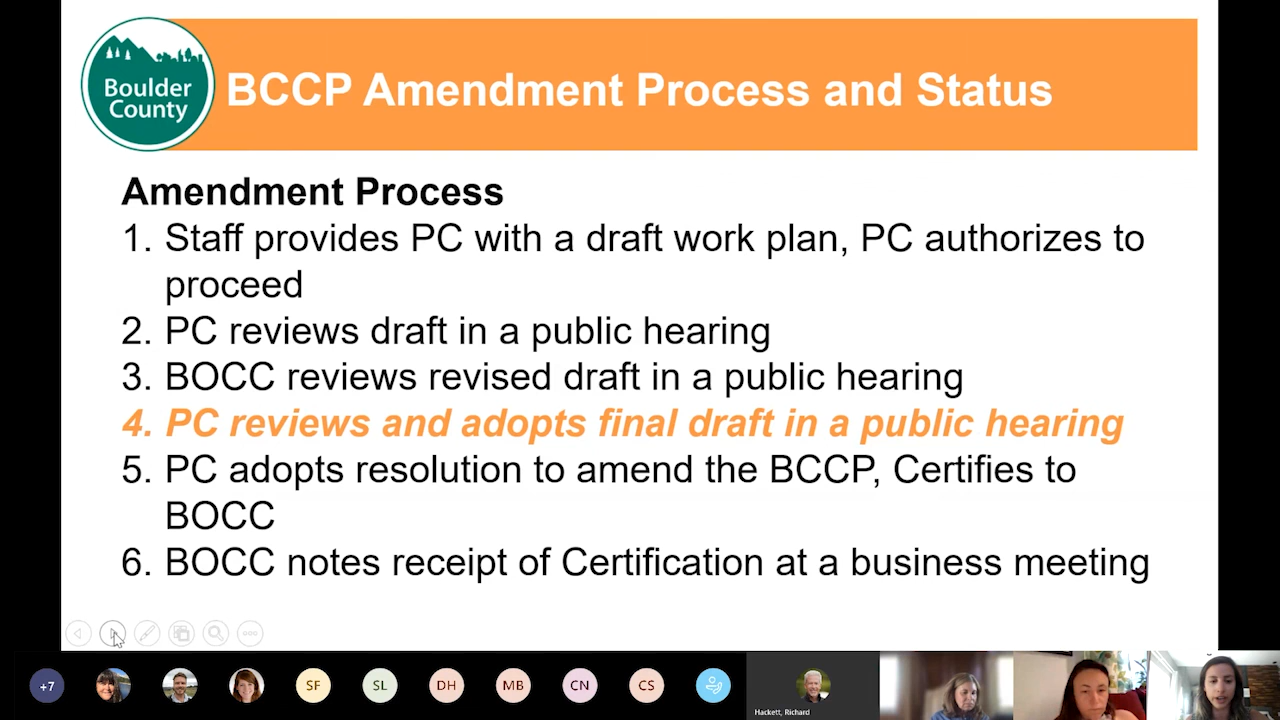 Boulder
County
BCCP Amendment Process and Status
Amendment Process
1. Staff provides PC with a draft work plan, PC authorizes to
proceed
2. PC reviews draft in a public hearing
3. BOCC reviews revised draft in a public hearing
4. PC reviews and adopts final draft in a public hearing
5. PC adopts resolution to amend the BCCP, Certifies to
BOCC
6. BOCC notes receipt of Certification at a business meeting
+7
SF
SL
DH
MB
CN
CS
Hackett, Richard